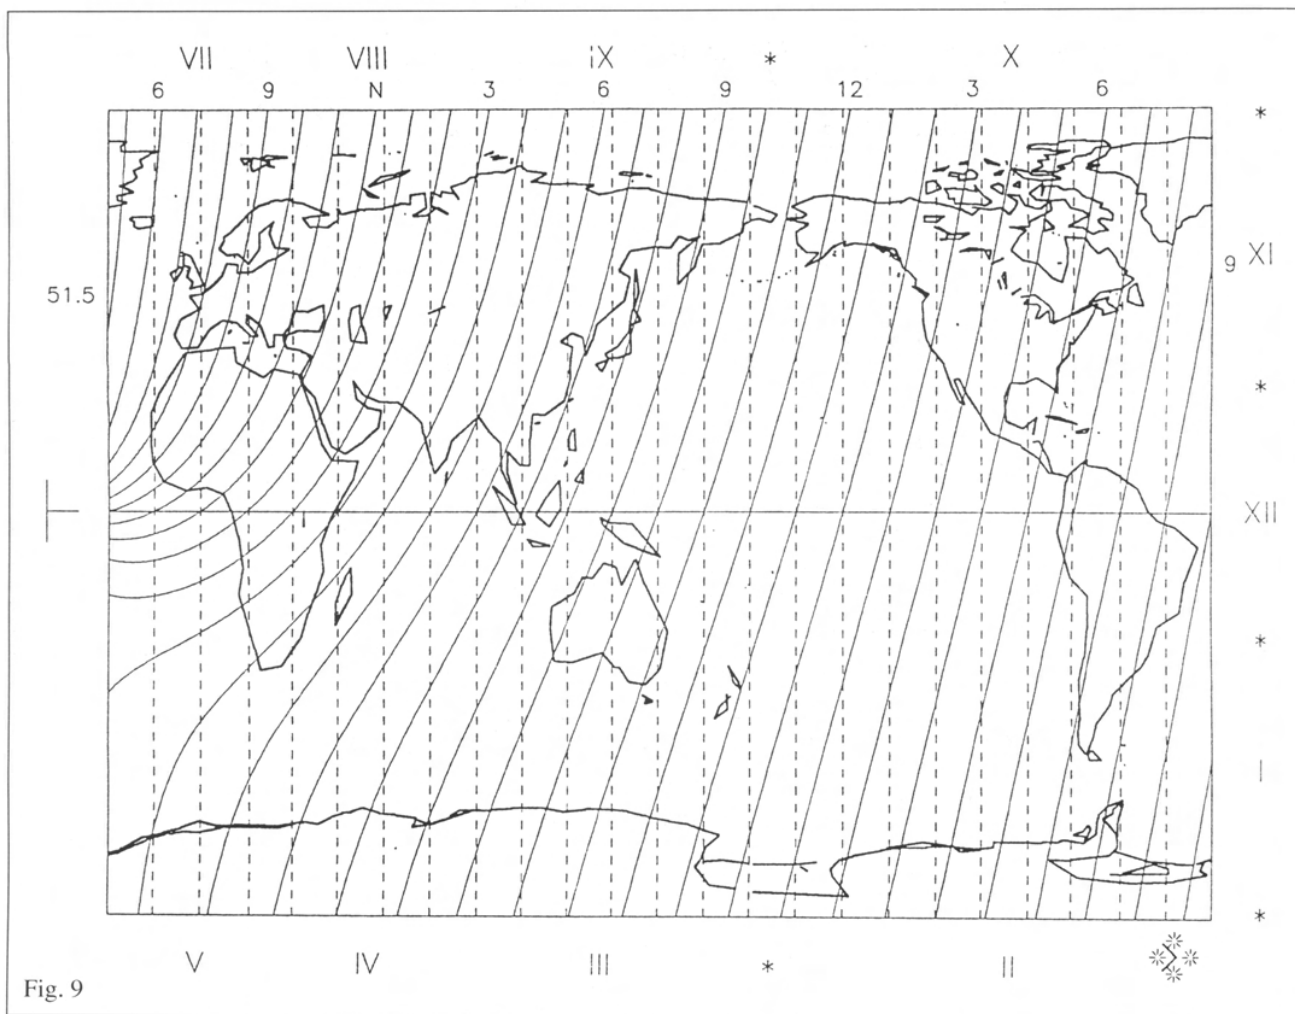 VII VIII IX * X
6 9 N 3 6 9 12 3 6
*
9 XI
51.5
*
XII
*
I
*
V IV III * II
Fig. 9